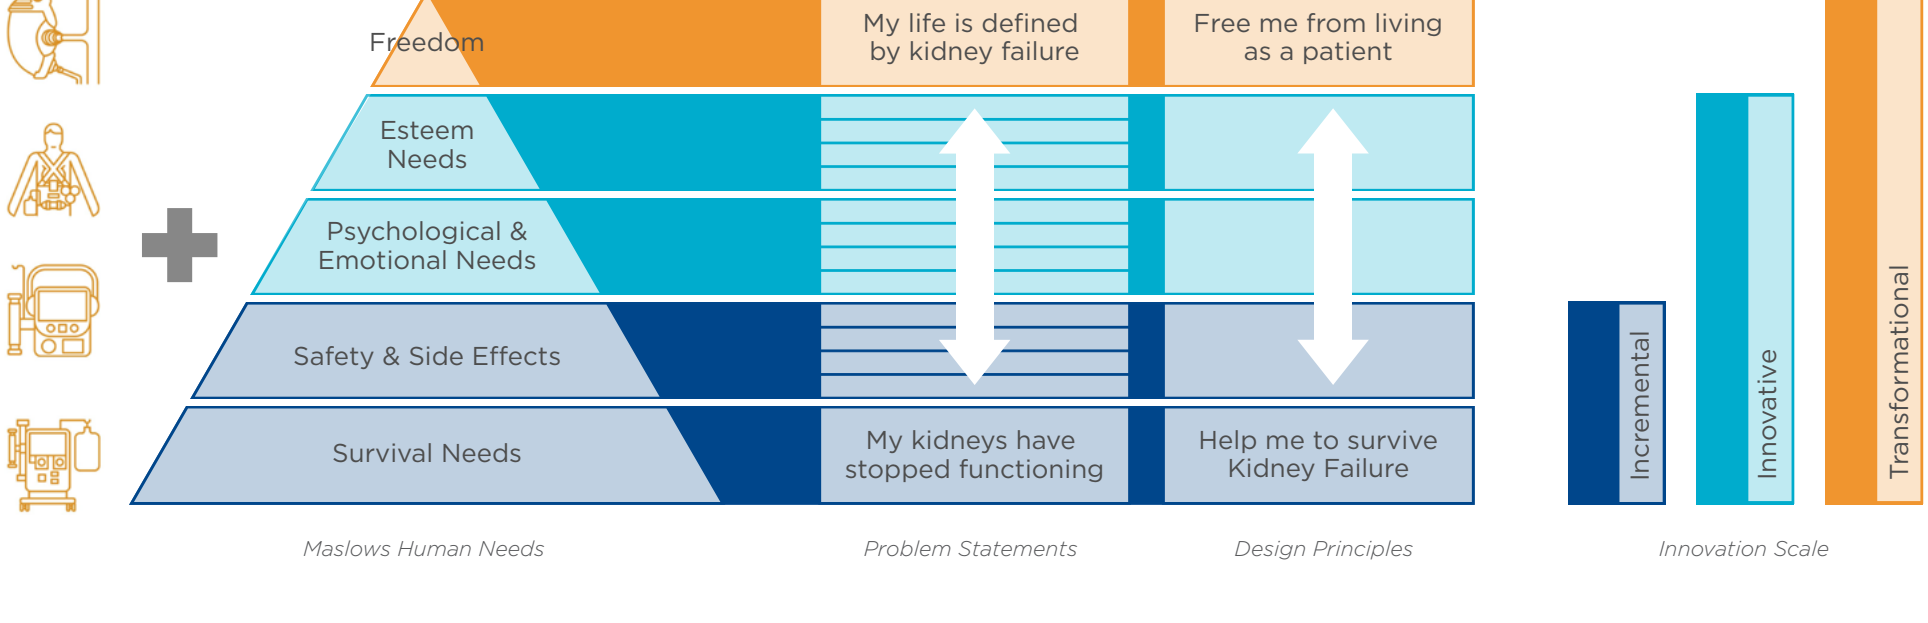 Freedom
My life is defined
by kidney failure
Free me from living
as a patient
Esteem
Needs
Psychological &
Emotional Needs
Safety & Side Effects
Survival Needs
My kidneys have
stopped functioning
Help me to survive
Kidney Failure
Incremental
Innovative
Transformational
Maslows Human Needs
Problem Statements
Design Principles
Innovation Scale